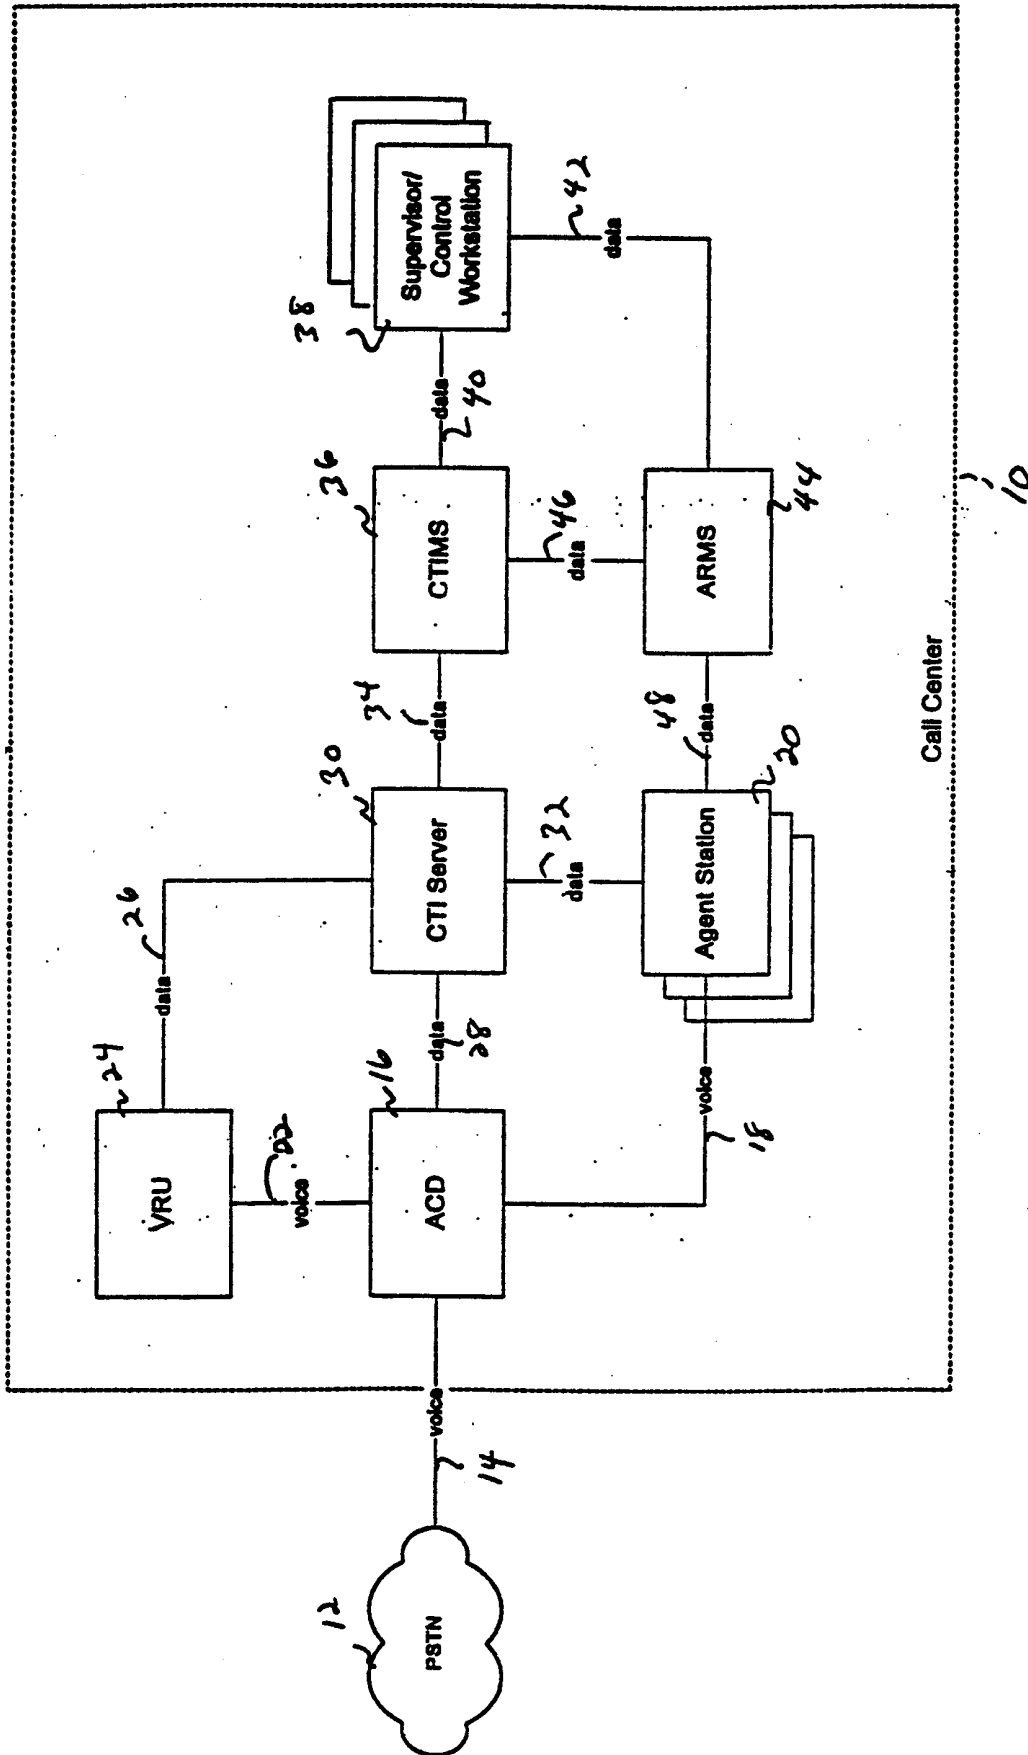 VRU
24
data
26
voice
22
PSTN
12
voice
14
ACD
16
data
28
CTI Server
30
data
34
CTIMS
36
data
40
Supervisor/
Control
Workstation
38
voice
18
data
32
data
46
data
42
Agent Station
20
data
48
ARMS
44
Call Center
10